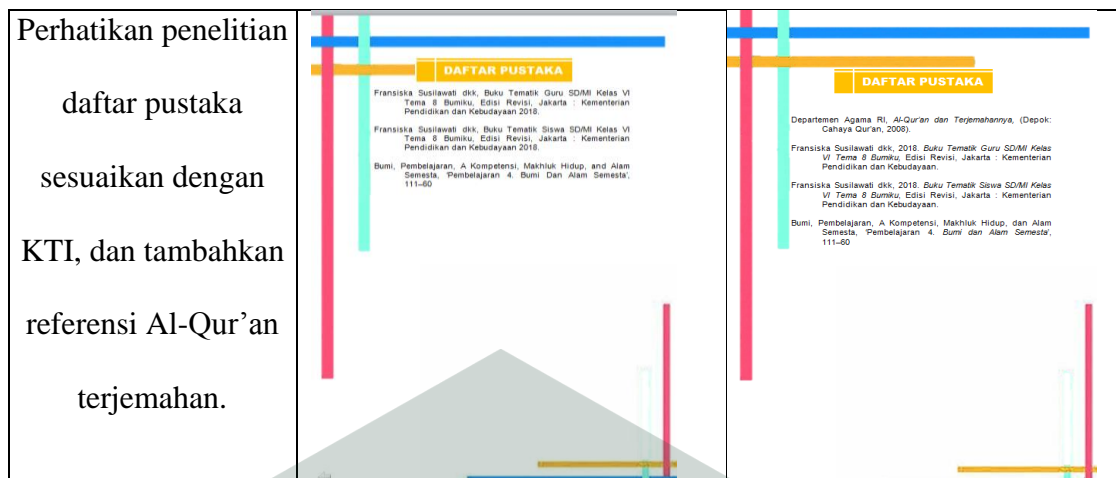 Perhatikan penelitian
daftar pustaka
sesuaikan dengan
KTI, dan tambahkan
referensi Al-Qur’an
terjemahan.
DAFTAR PUSTAKA
Fransiska Susilawati dkk, Buku Tematik Guru SD/MI Kelas VI
Tema 8 Bumiku, Edisi Revisi, Jakarta : Kementerian
Pendidikan dan Kebudayaan 2018.
Fransiska Susilawati dkk, Buku Tematik Siswa SD/MI Kelas VI
Tema 8 Bumiku, Edisi Revisi, Jakarta : Kementerian
Pendidikan dan Kebudayaan 2018.
Bumi, Pembelajaran, A Kompetensi, Makhluk Hidup, and Alam
Semesta, ‘Pembelajaran 4. Bumi Dan Alam Semesta’,
111–60
DAFTAR PUSTAKA
Departemen Agama RI, Al-Qur’an dan Terjemahannya, (Depok:
Cahaya Qur’an, 2008).
Fransiska Susilawati dkk, 2018. Buku Tematik Guru SD/MI Kelas
VI Tema 8 Bumiku, Edisi Revisi, Jakarta : Kementerian
Pendidikan dan Kebudayaan.
Fransiska Susilawati dkk, 2018. Buku Tematik Siswa SD/MI Kelas
VI Tema 8 Bumiku, Edisi Revisi, Jakarta : Kementerian
Pendidikan dan Kebudayaan.
Bumi, Pembelajaran, A Kompetensi, Makhluk Hidup, dan Alam
Semesta, ‘Pembelajaran 4. Bumi dan Alam Semesta’,
111–60